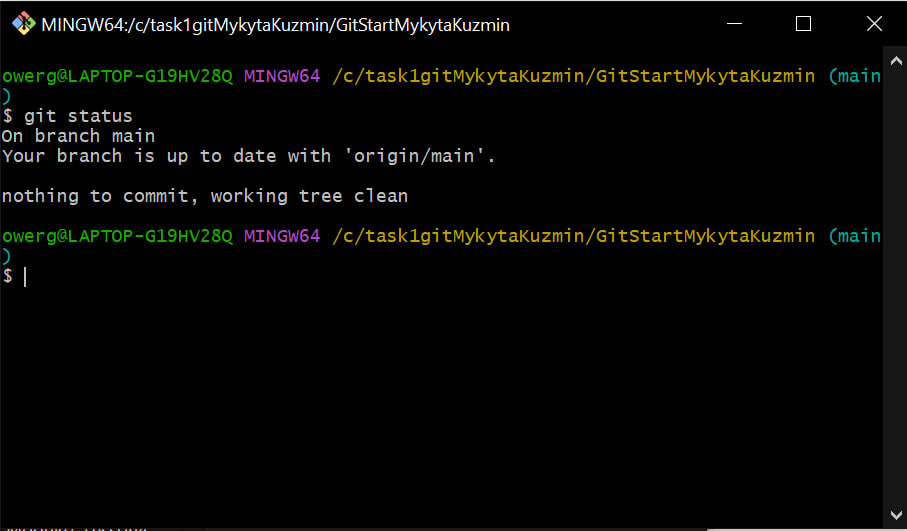 MINGW64:/c/task1gitMykytaKuzmin/GitStartMykytaKuzmin
owerg@LAPTOP-G19HV28Q MINGW64 /c/task1gitMykytaKuzmin/GitStartMykytaKuzmin (main
)
$ git status
On branch main
Your branch is up to date with 'origin/main'.
nothing to commit, working tree clean
owerg@LAPTOP-G19HV28Q MINGW64 /c/task1gitMykytaKuzmin/GitStartMykytaKuzmin (main
)
$